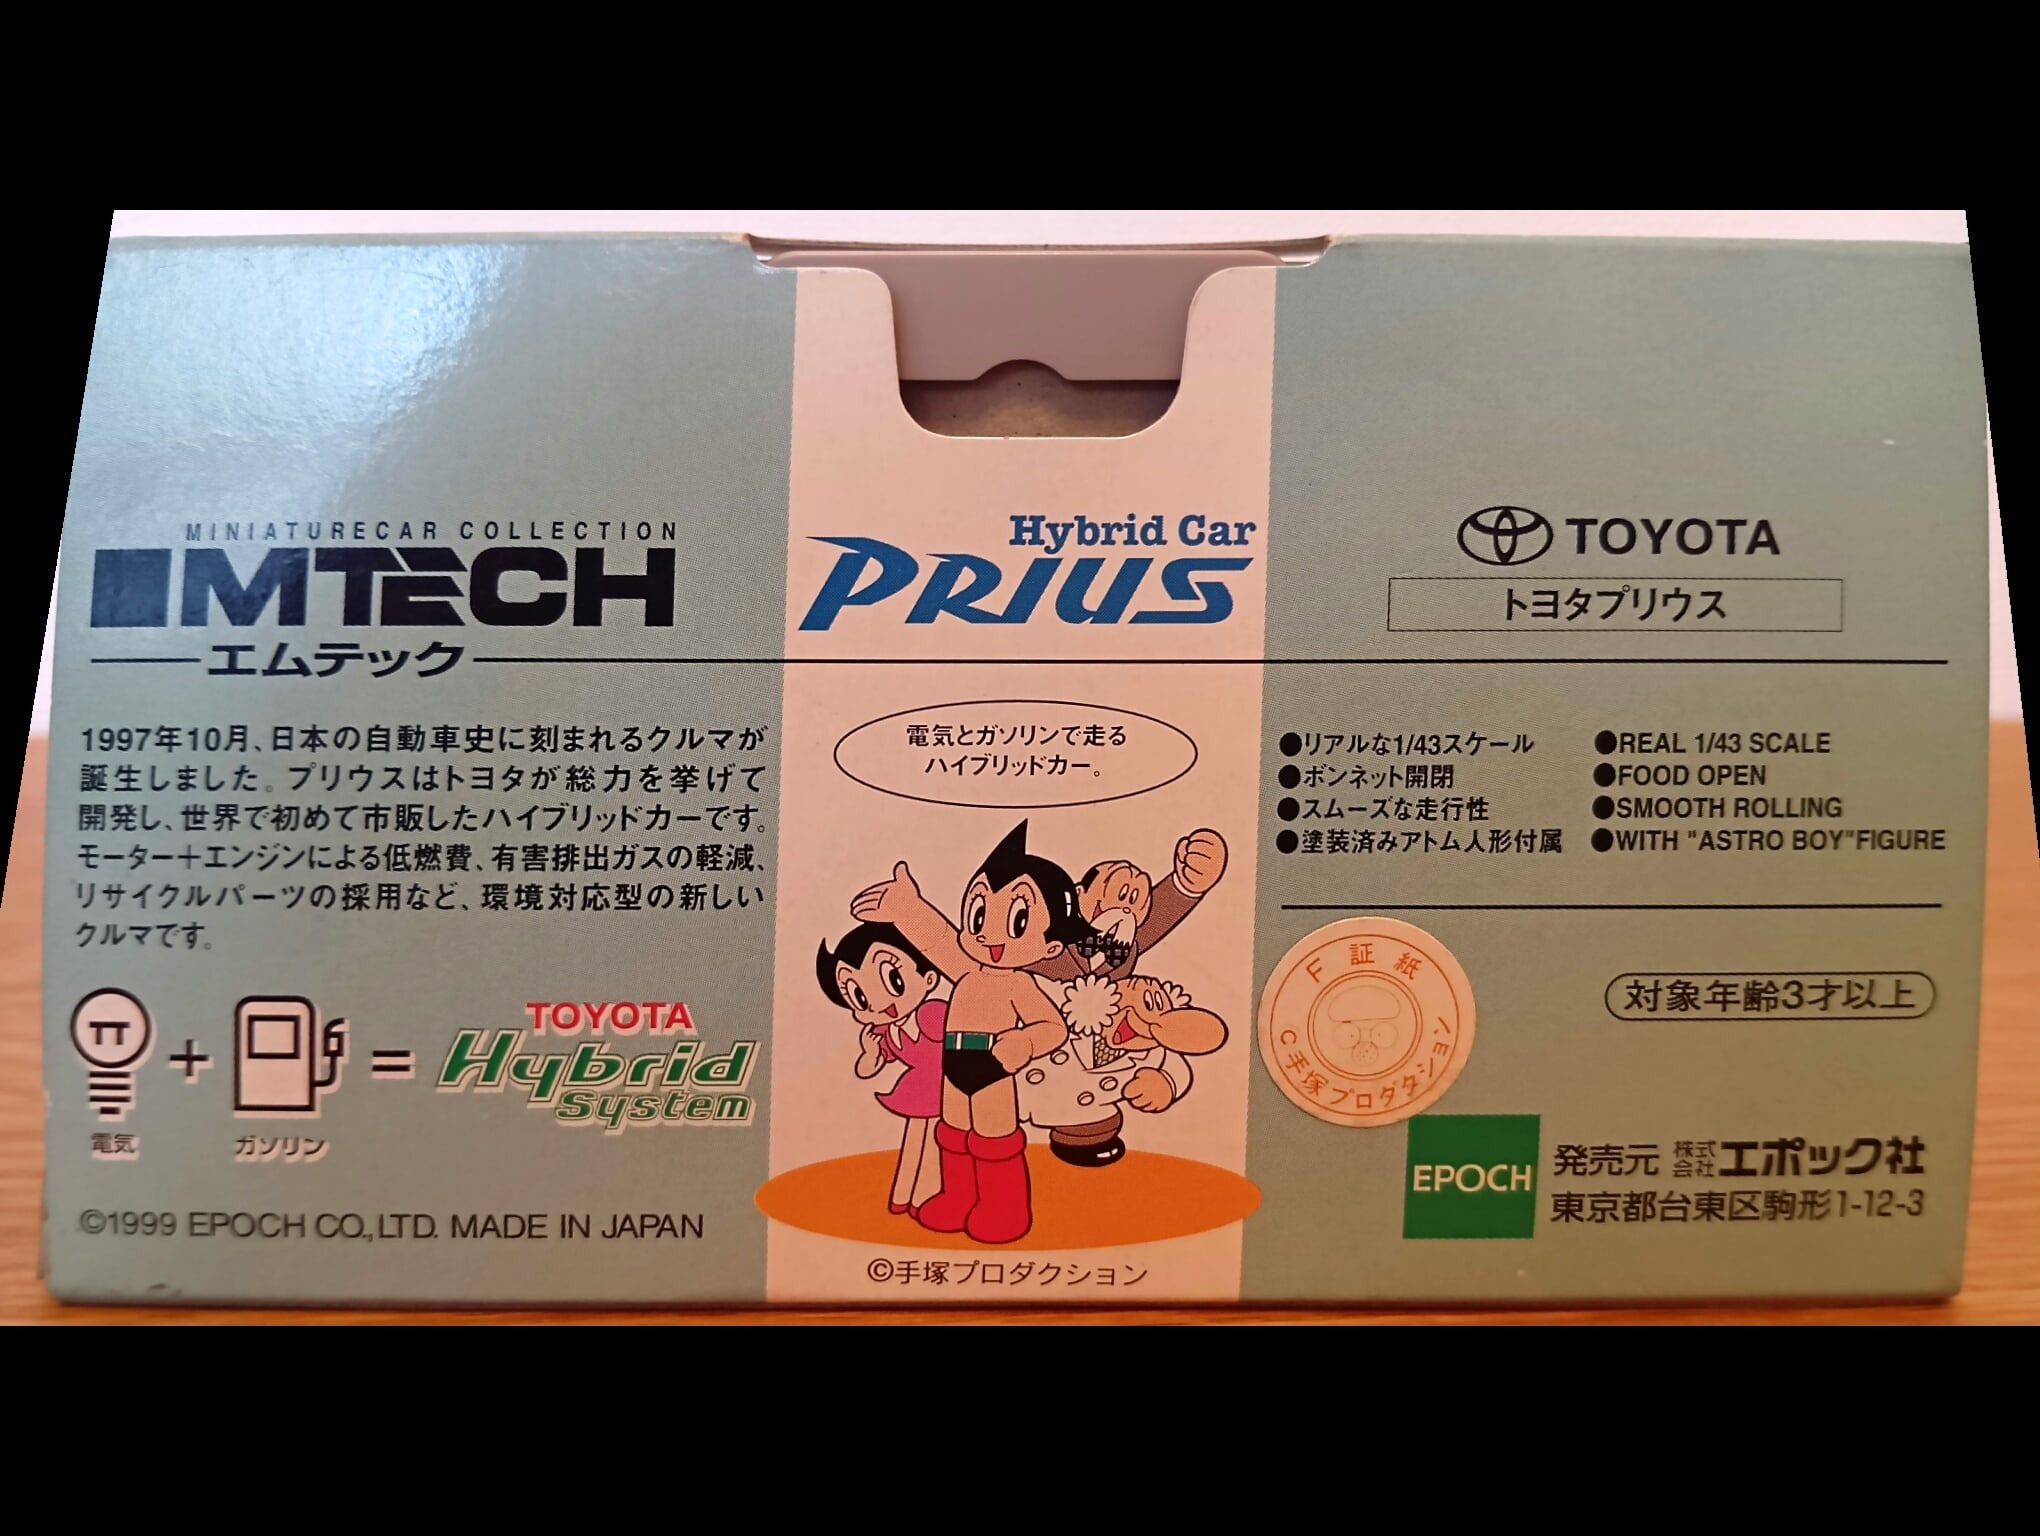 MINIATURECAR COLLECTION
MTECH
エムテック
1997年10月、日本の自動車史に刻まれるクルマが
誕生しました。プリウスはトヨタが総力を挙げて
開発し、世界で初めて市販したハイブリッドカーです。
モーター＋エンジンによる低燃費、有害排出ガスの軽減、
リサイクルパーツの採用など、環境対応型の新しい
クルマです。
+ =
TOYOTA
Hybrid
System
電気 ガソリン
©1999 EPOCH CO.,LTD. MADE IN JAPAN
Hybrid Car
PRIUS
電気とガソリンで走る
ハイブリッドカー。
©手塚プロダクション
TOYOTA
トヨタプリウス
●リアルな1/43スケール
●ボンネット開閉
●スムーズな走行性
●塗装済みアトム人形付属
●REAL 1/43 SCALE
●FOOD OPEN
●SMOOTH ROLLING
●WITH "ASTRO BOY"FIGURE
F証紙
C手塚プロダクション
対象年齢3才以上
EPOCH
発売元 株式会社エポック社
東京都台東区駒形1-12-3